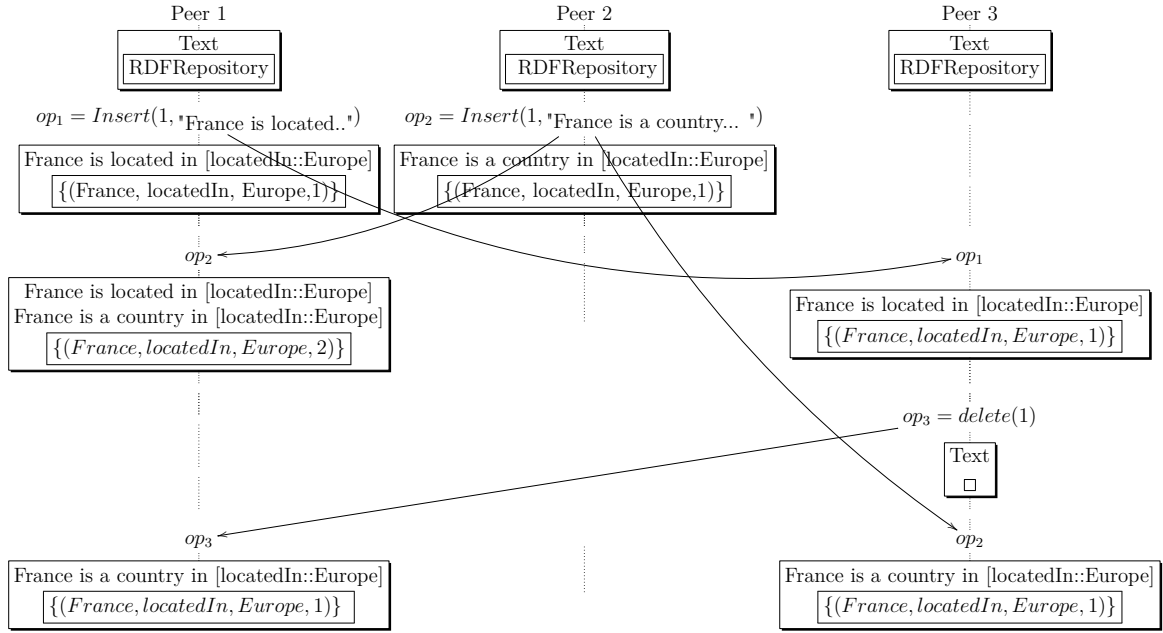 Peer 1
Peer 2
Peer 3
Text
RDFRepository
Text
RDFRepository
Text
RDFRepository
op₁ = Insert(1, "France is located..")
op₂ = Insert(1, "France is a country... ")
France is located in [locatedIn::Europe]
{(France, locatedIn, Europe,1)}
France is a country in [locatedIn::Europe]
{(France, locatedIn, Europe,1)}
op₂
op₁
France is located in [locatedIn::Europe]
France is a country in [locatedIn::Europe]
{(France, locatedIn, Europe, 2)}
France is located in [locatedIn::Europe]
{(France, locatedIn, Europe, 1)}
op₃ = delete(1)
Text
op₃
op₂
France is a country in [locatedIn::Europe]
{(France, locatedIn, Europe, 1)}
France is a country in [locatedIn::Europe]
{(France, locatedIn, Europe, 1)}